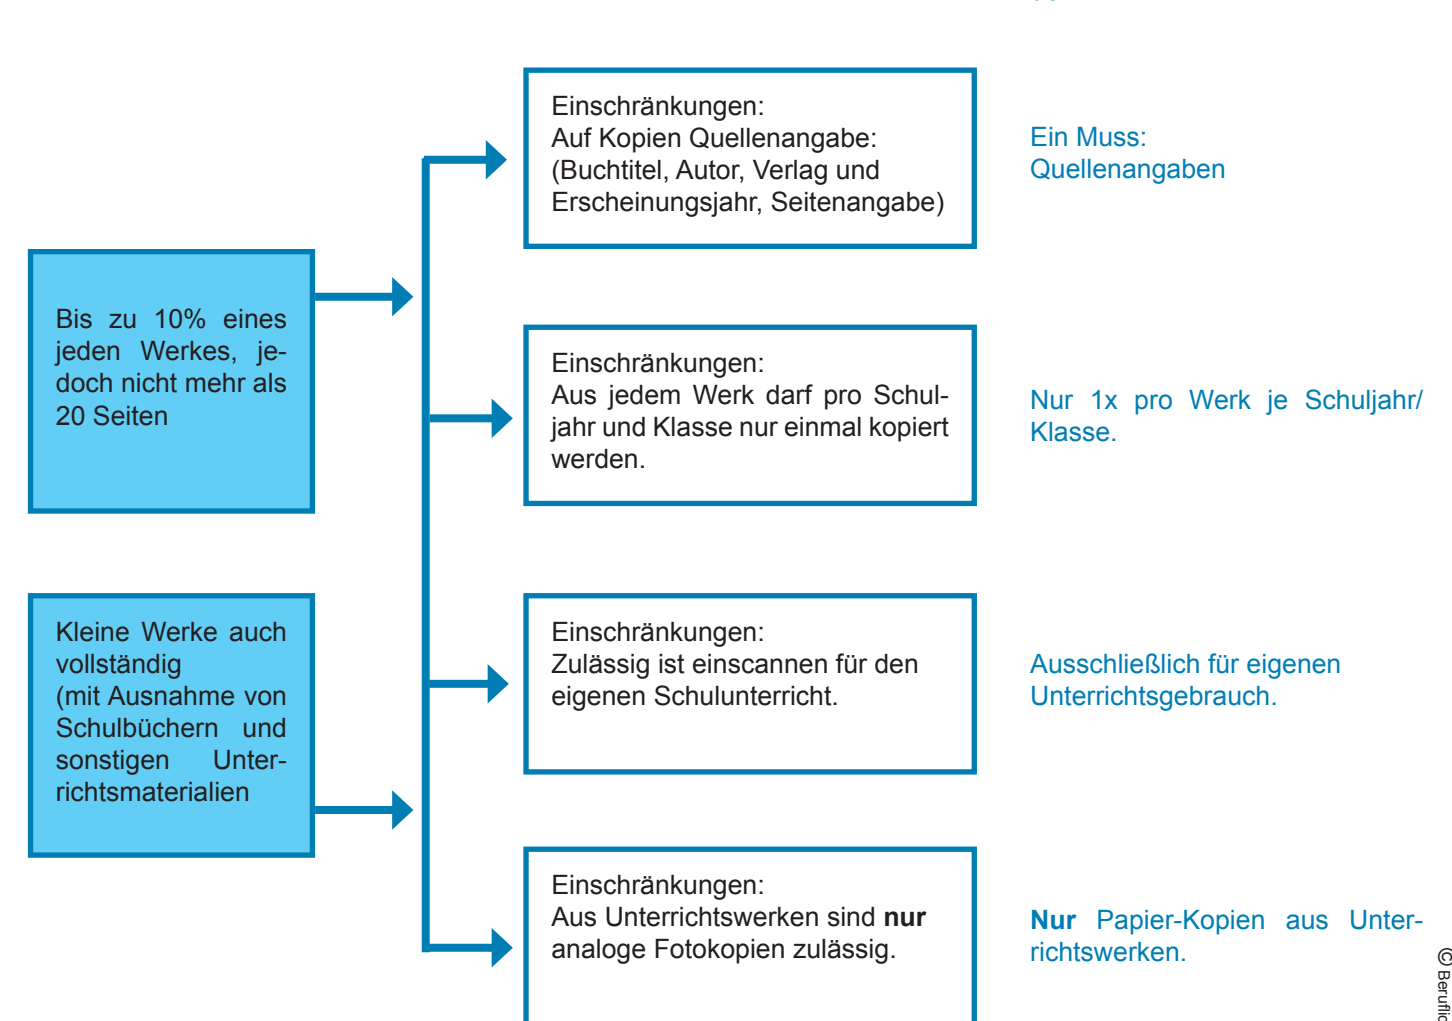 Einschränkungen:
Auf Kopien Quellenangabe:
(Buchtitel, Autor, Verlag und
Erscheinungsjahr, Seitenangabe)
Ein Muss:
Quellenangaben
Bis zu 10% eines
jeden Werkes, je-
doch nicht mehr als
20 Seiten
Einschränkungen:
Aus jedem Werk darf pro Schul-
jahr und Klasse nur einmal kopiert
werden.
Nur 1x pro Werk je Schuljahr/
Klasse.
Kleine Werke auch
vollständig
(mit Ausnahme von
Schulbüchern und
sonstigen Unter-
richtsmaterialien
Einschränkungen:
Zulässig ist einscannen für den
eigenen Schulunterricht.
Ausschließlich für eigenen
Unterrichtsgebrauch.
Einschränkungen:
Aus Unterrichtswerken sind nur
analoge Fotokopien zulässig.
Nur Papier-Kopien aus Unter-
richtswerken.
©